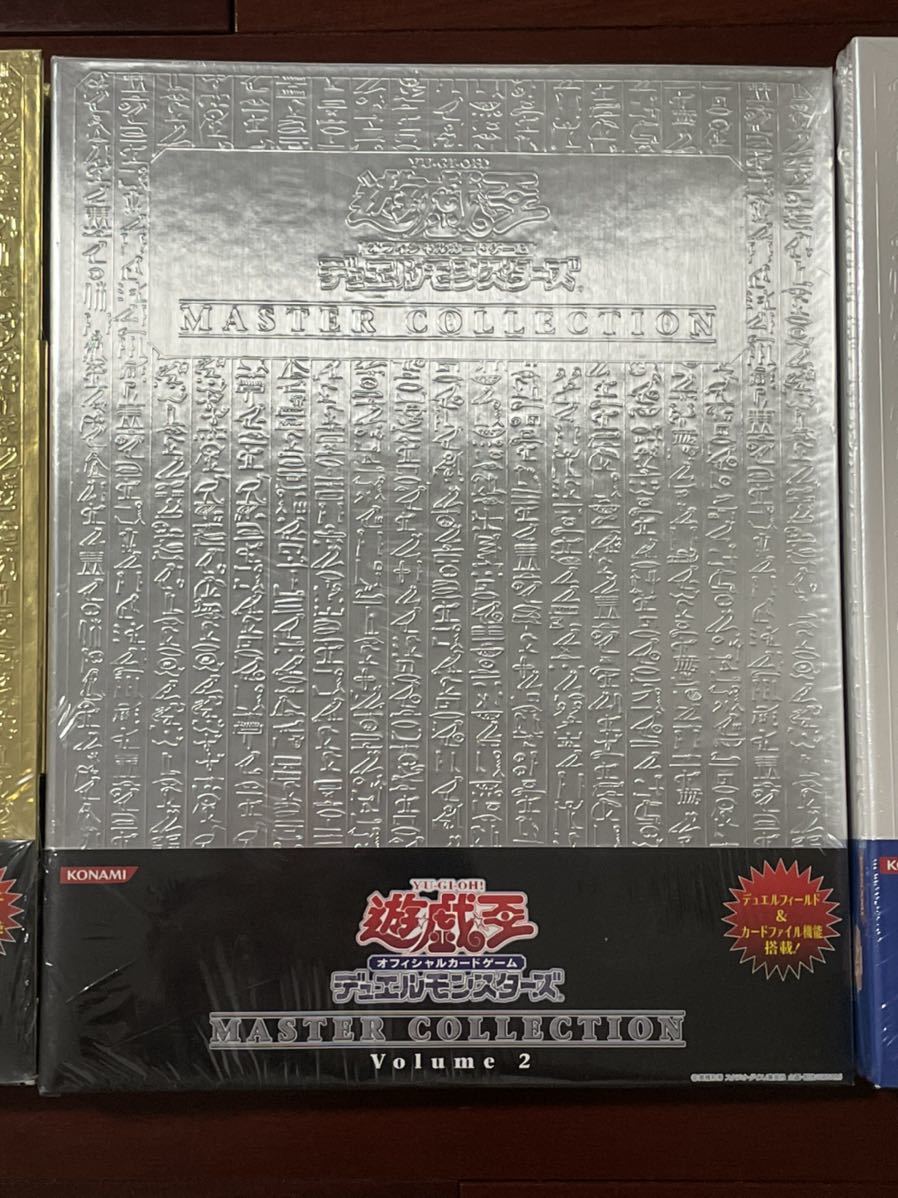 YU-GI-OH!
遊戯王
オフィシャルカードゲーム
デュエルモンスターズ
MASTER COLLECTION
KONAMI
YU-GI-OH!
遊戯王
オフィシャルカードゲーム
デュエルモンスターズ
MASTER COLLECTION
Volume 2
デュエルフィールド
&
カードファイル機能
搭載!